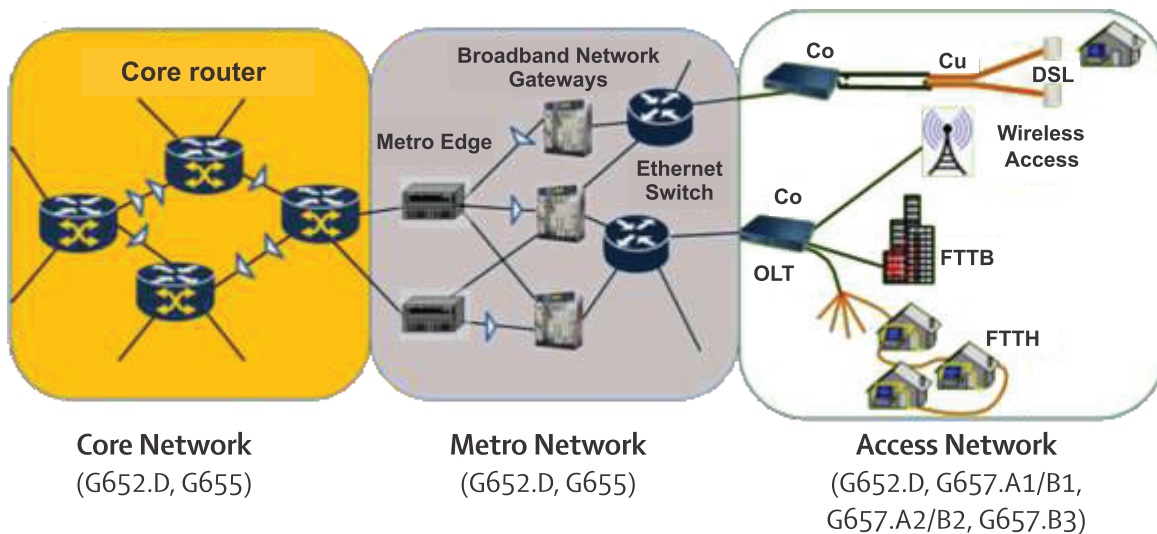 Core router
Broadband Network
Gateways
Metro Edge
Ethernet
Switch
Co
Cu
DSL
Wireless
Access
Co
OLT
FTTB
FTTH
Core Network
(G652.D, G655)
Metro Network
(G652.D, G655)
Access Network
(G652.D, G657.A1/B1,
G657.A2/B2, G657.B3)